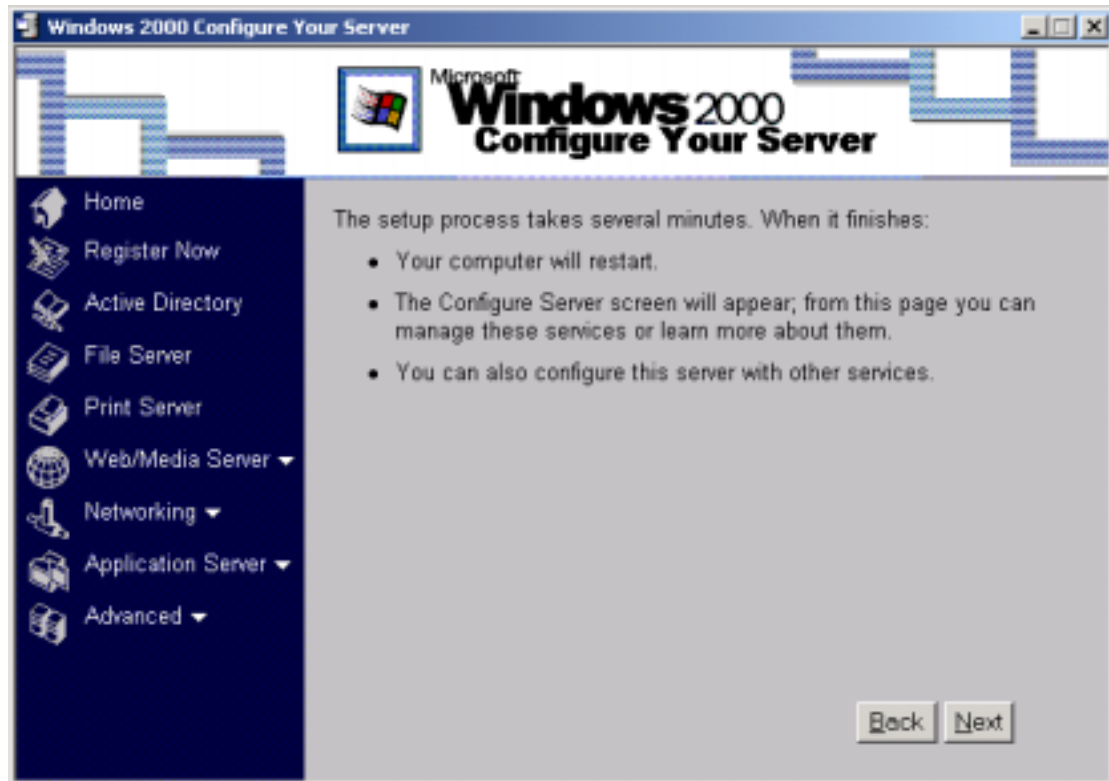 Windows 2000 Configure Your Server
Microsoft
Windows 2000
Configure Your Server
Home
Register Now
Active Directory
File Server
Print Server
Web/Media Server
Networking
Application Server
Advanced
The setup process takes several minutes. When it finishes:
• Your computer will restart.
• The Configure Server screen will appear; from this page you can
manage these services or learn more about them.
• You can also configure this server with other services.
Back Next